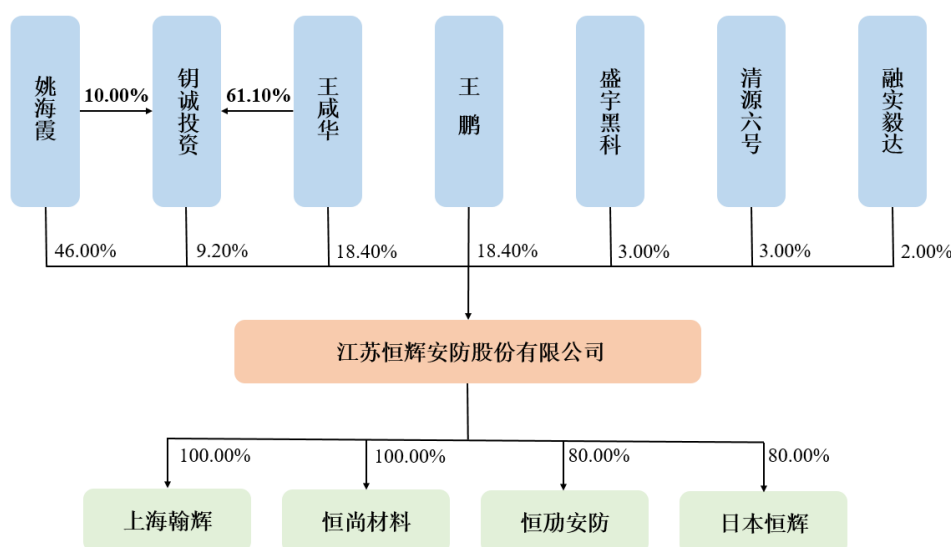 姚海霞
10.00%
钥诚投资
61.10%
王咸华
王 鹏
盛宇黑科
清源六号
融实毅达
46.00%
9.20%
18.40%
18.40%
3.00%
3.00%
2.00%
江苏恒辉安防股份有限公司
100.00%
100.00%
80.00%
80.00%
上海翰辉
恒尚材料
恒劢安防
日本恒辉